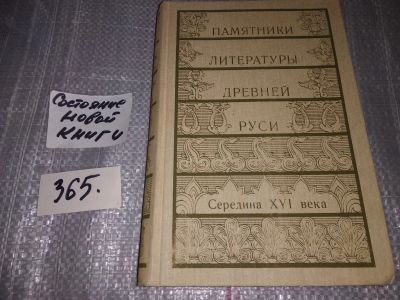 ПАМЯТНИКИ
ЛИТЕРАТУРЫ
ДРЕВНЕЙ
РУСИ
Середина XVI века
Состояние
новой
книги
365.